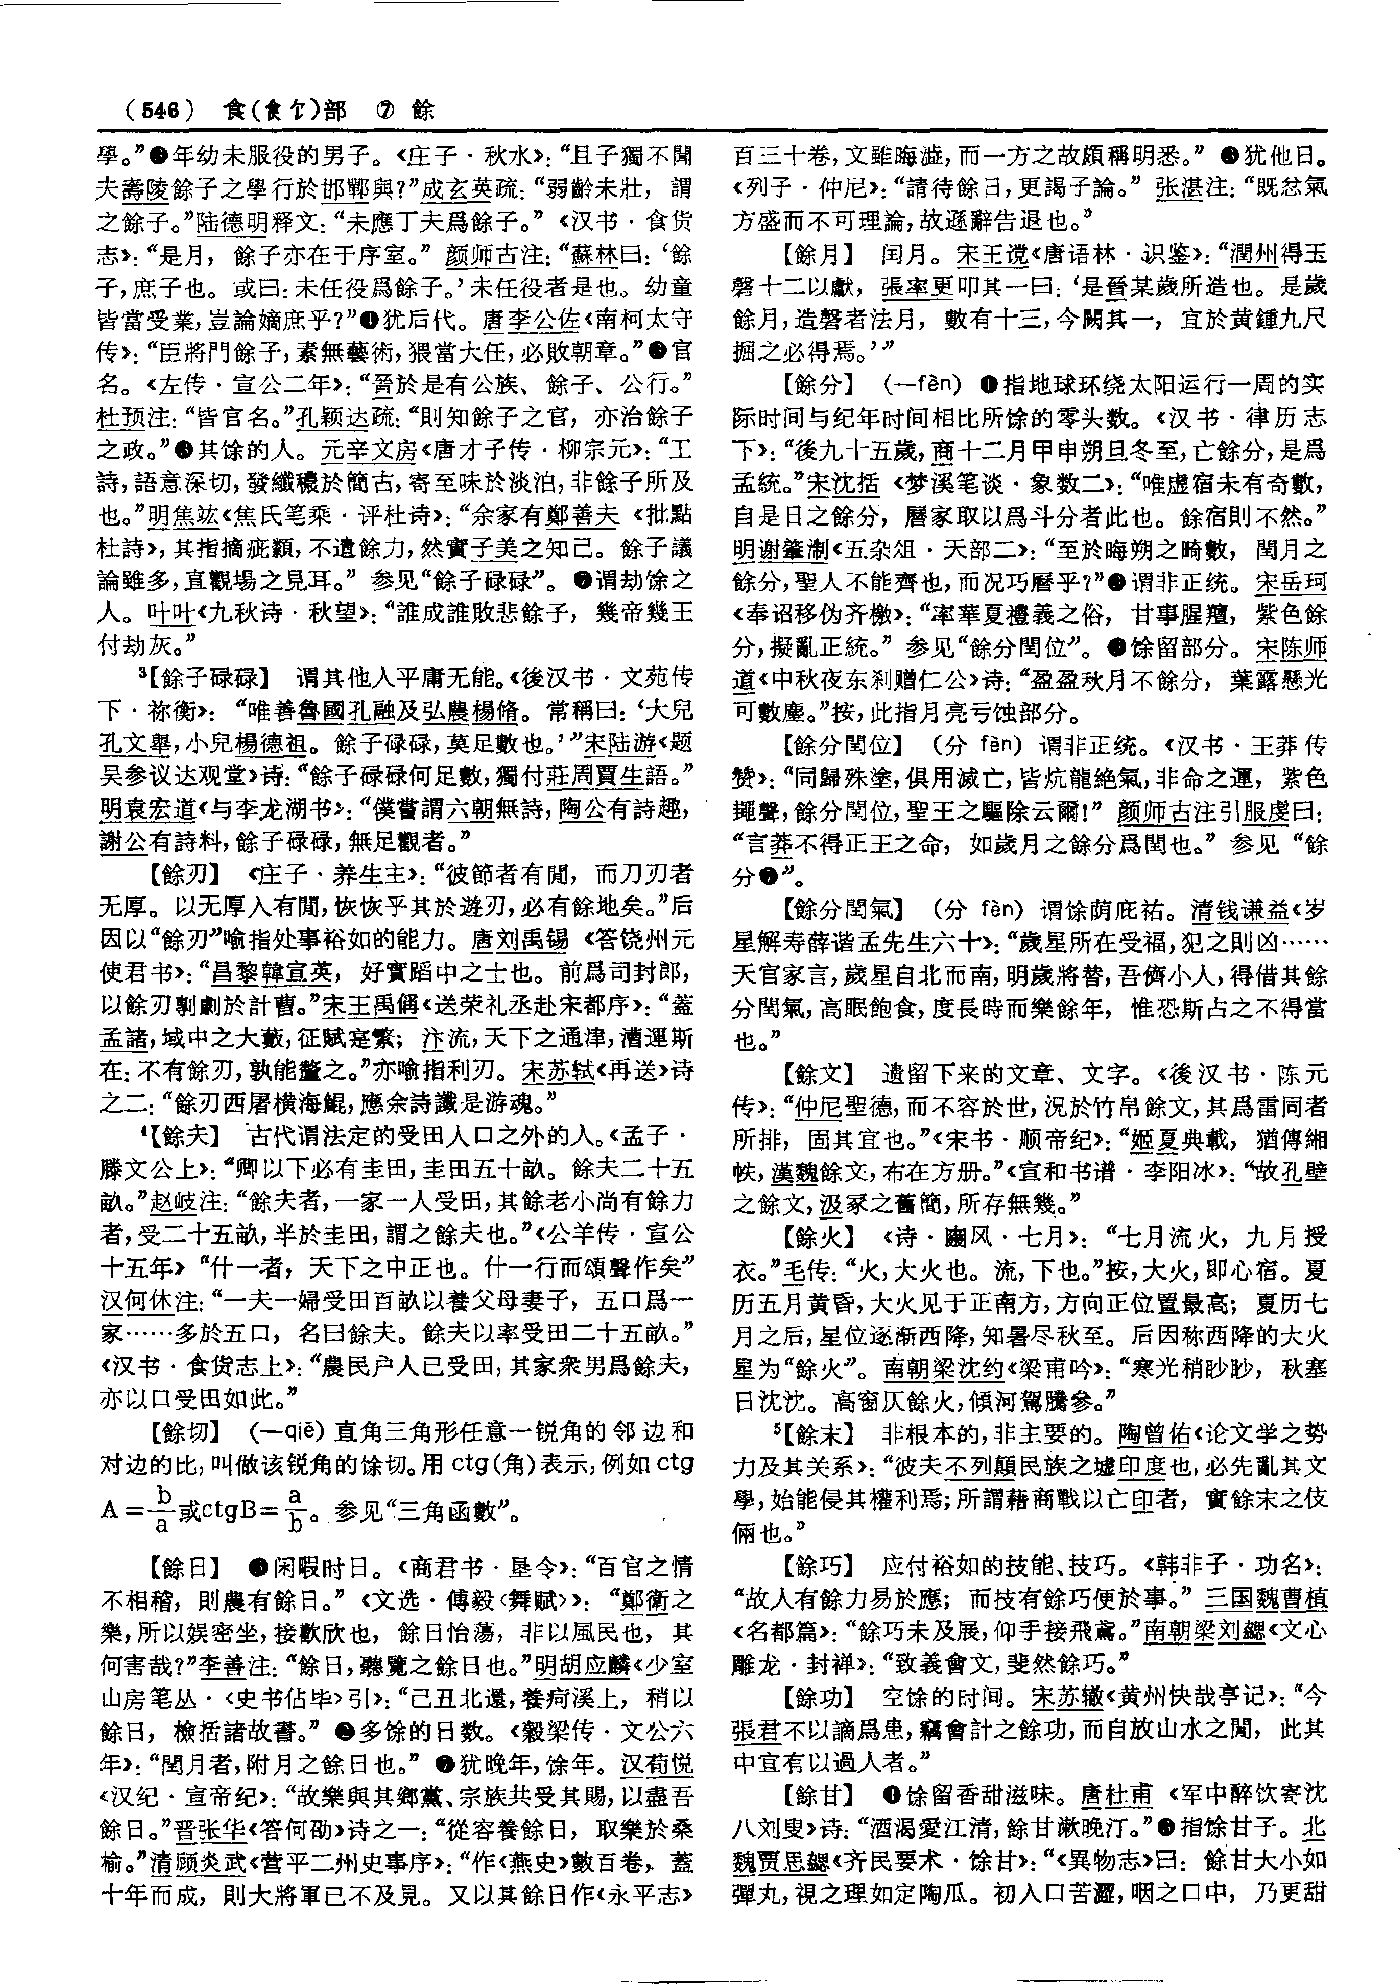 （546） 食(飠饣)部 ⑦ 餘
學。”❸年幼未服役的男子。《庄子·秋水》：“且子獨不聞
夫壽陵餘子之學行於邯鄲與？”成玄英疏：“弱齡未壯，謂
之餘子。”陆德明释文：“未應丁夫爲餘子。”《汉书·食货
志》：“是月，餘子亦在于序室。”颜师古注：“蘇林曰：‘餘
子，庶子也。或曰：未任役爲餘子。’未任役者是也。幼童
皆當受業，豈論嫡庶乎？”❹犹后代。唐李公佐《南柯太守
传》：“臣將門餘子，素無藝術，猥當大任，必敗朝章。”❺官
名。《左传·宣公二年》：“晉於是有公族、餘子、公行。”
杜预注：“皆官名。”孔颖达疏：“則知餘子之官，亦治餘子
之政。”❻其馀的人。元辛文房《唐才子传·柳宗元》：“工
詩，語意深切，發纖穠於簡古，寄至味於淡泊，非餘子所及
也。”明焦竑《焦氏笔乘·评杜诗》：“余家有鄭善夫《批點
杜詩》，其指摘疵纇，不遺餘力，然實子美之知己。餘子議
論雖多，直觀場之見耳。”参见“餘子碌碌”。❼谓劫馀之
人。叶叶《九秋诗·秋望》：“誰成誰敗悲餘子，幾帝幾王
付劫灰。”
³【餘子碌碌】 谓其他人平庸无能。《後汉书·文苑传
下·祢衡》：“唯善魯國孔融及弘農楊脩。常稱曰：‘大兒
孔文舉，小兒楊德祖。餘子碌碌，莫足數也。’”宋陆游《题
吴参议达观堂》诗：“餘子碌碌何足數，獨付莊周賈生語。”
明袁宏道《与李龙湖书》：“僕嘗謂六朝無詩，陶公有詩趣，
謝公有詩料，餘子碌碌，無足觀者。”
【餘刃】 《庄子·养生主》：“彼節者有閒，而刀刃者
无厚。以无厚入有閒，恢恢乎其於遊刃，必有餘地矣。”后
因以“餘刃”喻指处事裕如的能力。唐刘禹锡《答饶州元
使君书》：“昌黎韓宣英，好實蹈中之士也。前爲司封郎，
以餘刃剸劇於計曹。”宋王禹偁《送荣礼丞赴宋都序》：“蓋
孟諸，域中之大藪，征賦寔繁；汴流，天下之通津，漕運斯
在：不有餘刃，孰能釐之。”亦喻指利刃。宋苏轼《再送》诗
之二：“餘刃西屠横海鯤，應余詩讖是游魂。”
⁴【餘夫】 古代谓法定的受田人口之外的人。《孟子·
滕文公上》：“卿以下必有圭田，圭田五十畝。餘夫二十五
畝。”赵岐注：“餘夫者，一家一人受田，其餘老小尚有餘力
者，受二十五畝，半於圭田，謂之餘夫也。”《公羊传·宣公
十五年》“什一者，天下之中正也。什一行而頌聲作矣”
汉何休注：“一夫一婦受田百畝以養父母妻子，五口爲一
家……多於五口，名曰餘夫。餘夫以率受田二十五畝。”
《汉书·食货志上》：“農民户人已受田，其家衆男爲餘夫，
亦以口受田如此。”
【餘切】 (一qiē) 直角三角形任意一锐角的邻边和
对边的比，叫做该锐角的馀切。用ctg(角)表示，例如ctg
A=b/a或ctgB=a/b。参见“三角函數”。
【餘日】 ❶闲暇时日。《商君书·垦令》：“百官之情
不相稽，則農有餘日。”《文选·傅毅〈舞赋〉》：“鄭衛之
樂，所以娱密坐，接歡欣也，餘日怡蕩，非以風民也，其
何害哉？”李善注：“餘日，聽覽之餘日也。”明胡应麟《少室
山房笔丛·〈史书佔毕〉引》：“己丑北還，養疴溪上，稍以
餘日，檢括諸故書。”❷多馀的日数。《穀梁传·文公六
年》：“閏月者，附月之餘日也。”❸犹晚年，馀年。汉荀悦
《汉纪·宣帝纪》：“故樂與其鄉黨、宗族共受其賜，以盡吾
餘日。”晋张华《答何劭》诗之一：“從容養餘日，取樂於桑
榆。”清顾炎武《营平二州史事序》：“作《燕史》數百卷，蓋
十年而成，則大將軍已不及見。又以其餘日作《永平志》
百三十卷，文雖晦澁，而一方之故頗稱明悉。”❹犹他日。
《列子·仲尼》：“請待餘日，更謁子論。”张湛注：“既忿氣
方盛而不可理論，故遜辭告退也。”
【餘月】 闰月。宋王谠《唐语林·识鉴》：“潤州得玉
磬十二以獻，張率更叩其一曰：‘是晉某歲所造也。是歲
餘月，造磬者法月，數有十三，今闕其一，宜於黄鍾九尺
掘之必得焉。’”
【餘分】 (一fèn) ❶指地球环绕太阳运行一周的实
际时间与纪年时间相比所馀的零头数。《汉书·律历志
下》：“後九十五歲，商十二月甲申朔旦冬至，亡餘分，是爲
孟統。”宋沈括《梦溪笔谈·象数二》：“唯虚宿未有奇數，
自是日之餘分，曆家取以爲斗分者此也。餘宿則不然。”
明谢肇淛《五杂俎·天部二》：“至於晦朔之畸數，閏月之
餘分，聖人不能齊也，而况巧曆乎？”❷谓非正统。宋岳珂
《奉诏移伪齐檄》：“率華夏禮義之俗，甘事腥羶，紫色餘
分，擬亂正統。”参见“餘分閏位”。❸馀留部分。宋陈师
道《中秋夜东刹赠仁公》诗：“盈盈秋月不餘分，葉露懸光
可數塵。”按，此指月亮亏蚀部分。
【餘分閏位】 (分 fèn) 谓非正统。《汉书·王莽传
赞》：“同歸殊塗，俱用滅亡，皆炕龍絶氣，非命之運，紫色
䵷聲，餘分閏位，聖王之驅除云爾！”颜师古注引服虔曰：
“言莽不得正王之命，如歲月之餘分爲閏也。”参见“餘
分❷”。
【餘分閏氣】 (分 fèn) 谓馀荫庇祐。清钱谦益《岁
星解寿薛谐孟先生六十》：“歲星所在受福，犯之則凶……
天官家言，歲星自北而南，明歲將替，吾儕小人，得借其餘
分閏氣，高眠飽食，度長時而樂餘年，惟恐斯占之不得當
也。”
【餘文】 遗留下来的文章、文字。《後汉书·陈元
传》：“仲尼聖德，而不容於世，況於竹帛餘文，其爲雷同者
所排，固其宜也。”《宋书·顺帝纪》：“姬夏典載，猶傳緗
帙，漢魏餘文，布在方册。”《宣和书谱·李阳冰》：“故孔壁
之餘文，汲冢之舊簡，所存無幾。”
【餘火】 《诗·豳风·七月》：“七月流火，九月授
衣。”毛传：“火，大火也。流，下也。”按，大火，即心宿。夏
历五月黄昏，大火见于正南方，方向正位置最高；夏历七
月之后，星位逐渐西降，知暑尽秋至。后因称西降的大火
星为“餘火”。南朝梁沈约《梁甫吟》：“寒光稍眇眇，秋塞
日沈沈。高窗仄餘火，傾河駕騰參。”
⁵【餘末】 非根本的，非主要的。陶曾佑《论文学之势
力及其关系》：“彼夫不列顛民族之墟印度也，必先亂其文
學，始能侵其權利焉；所謂藉商戰以亡印者，實餘末之伎
倆也。”
【餘巧】 应付裕如的技能、技巧。《韩非子·功名》：
“故人有餘力易於應；而技有餘巧便於事。”三国魏曹植
《名都篇》：“餘巧未及展，仰手接飛鳶。”南朝梁刘勰《文心
雕龙·封禅》：“致義會文，斐然餘巧。”
【餘功】 空馀的时间。宋苏辙《黄州快哉亭记》：“今
張君不以謫爲患，竊會計之餘功，而自放山水之閒，此其
中宜有以過人者。”
【餘甘】 ❶馀留香甜滋味。唐杜甫《军中醉饮寄沈
八刘叟》诗：“酒渴愛江清，餘甘漱晚汀。”❷指馀甘子。北
魏贾思勰《齐民要术·馀甘》：“《異物志》曰：餘甘大小如
彈丸，視之理如定陶瓜。初入口苦澀，咽之口中，乃更甜